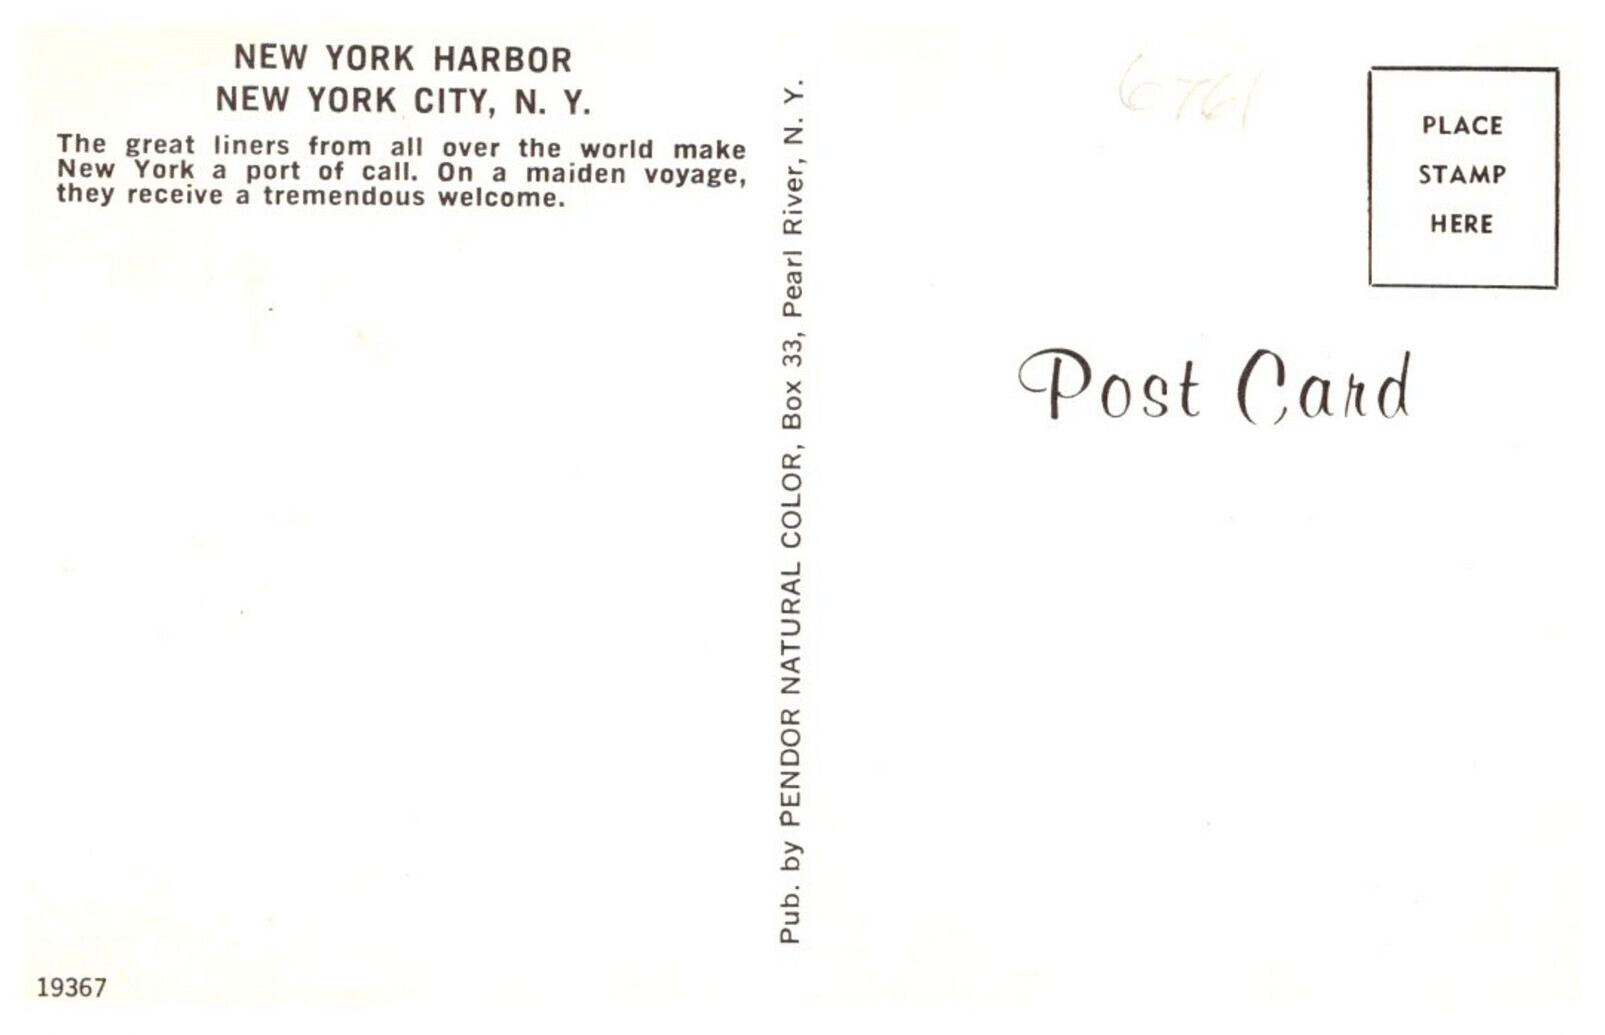 NEW YORK HARBOR
NEW YORK CITY, N. Y.
The great liners from all over the world make
New York a port of call. On a maiden voyage,
they receive a tremendous welcome.
Pub. by PENDOR NATURAL COLOR, Box 33, Pearl River, N. Y.
6761
PLACE
STAMP
HERE
Post Card
19367